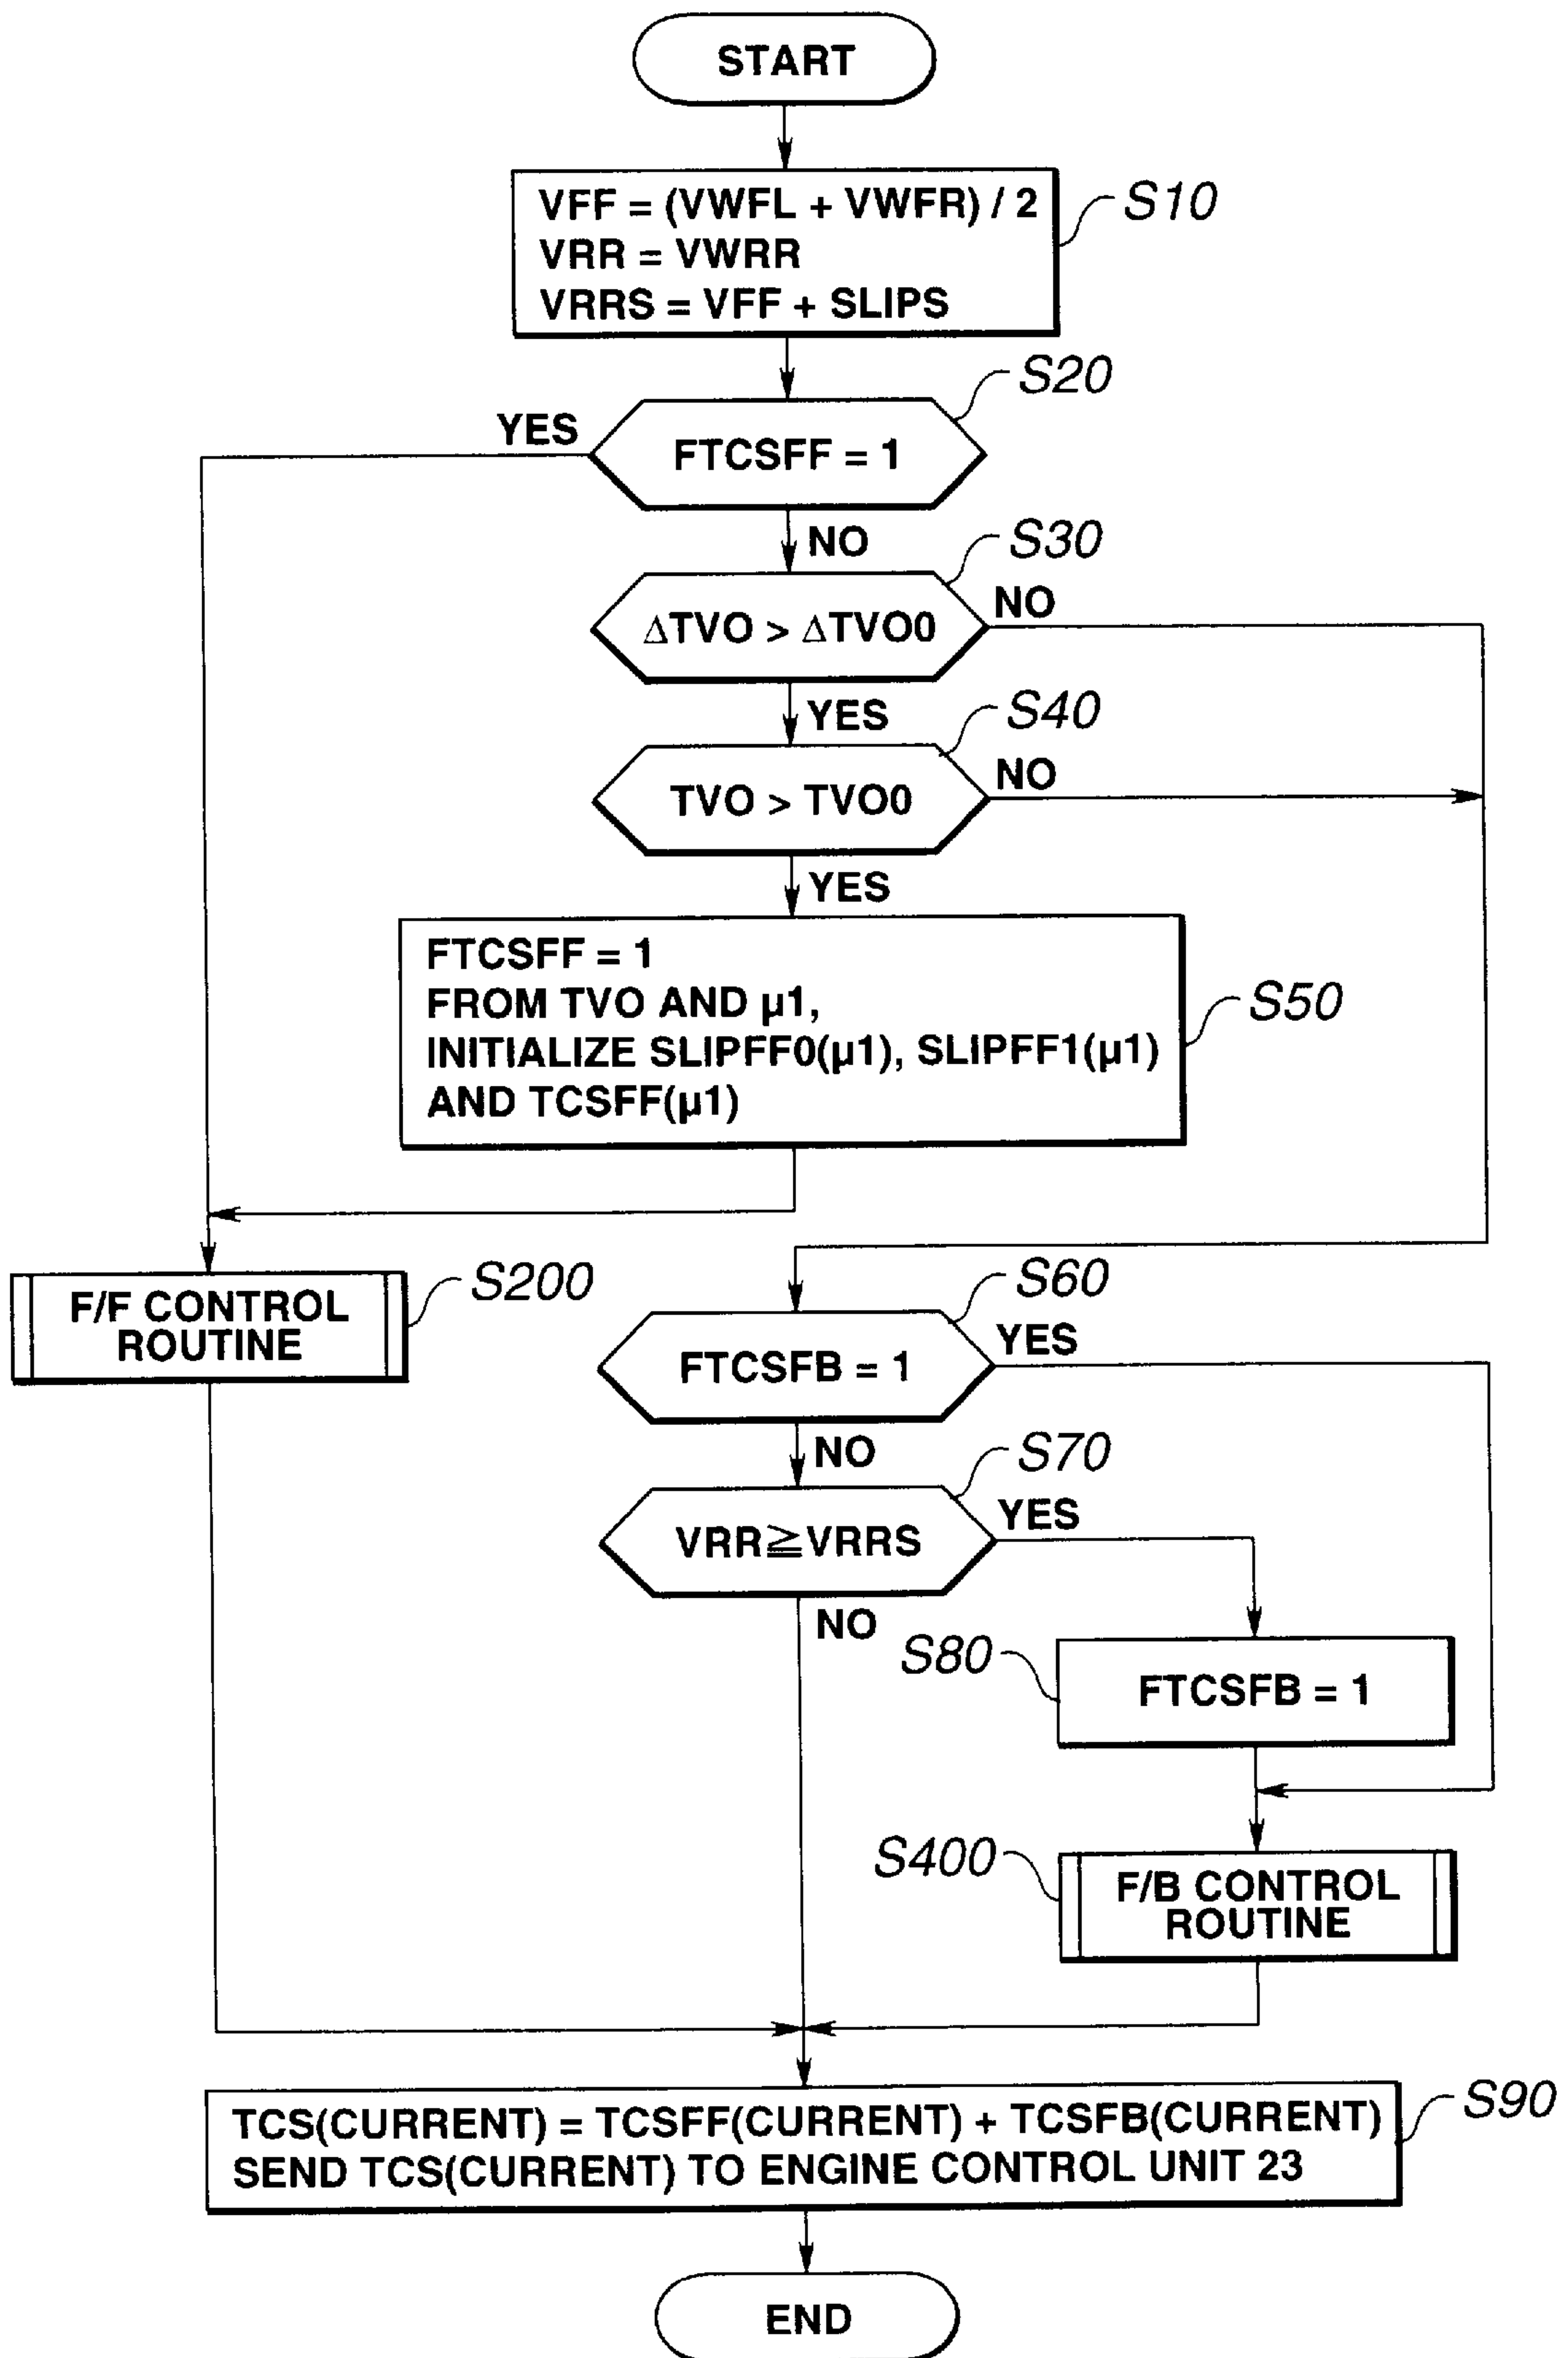 START
VFF = (VWFL + VWFR) / 2
VRR = VWRR
VRRS = VFF + SLIPS
S10
S20
YES
FTCSFF = 1
NO
S30
ΔTVO > ΔTVO0
NO
YES
S40
TVO > TVO0
NO
YES
FTCSFF = 1
FROM TVO AND μ1,
INITIALIZE SLIPFF0(μ1), SLIPFF1(μ1)
AND TCSFF(μ1)
S50
F/F CONTROL
ROUTINE
S200
S60
FTCSFB = 1
YES
NO
S70
VRR≧VRRS
YES
NO
S80
FTCSFB = 1
S400
F/B CONTROL
ROUTINE
TCS(CURRENT) = TCSFF(CURRENT) + TCSFB(CURRENT)
SEND TCS(CURRENT) TO ENGINE CONTROL UNIT 23
S90
END